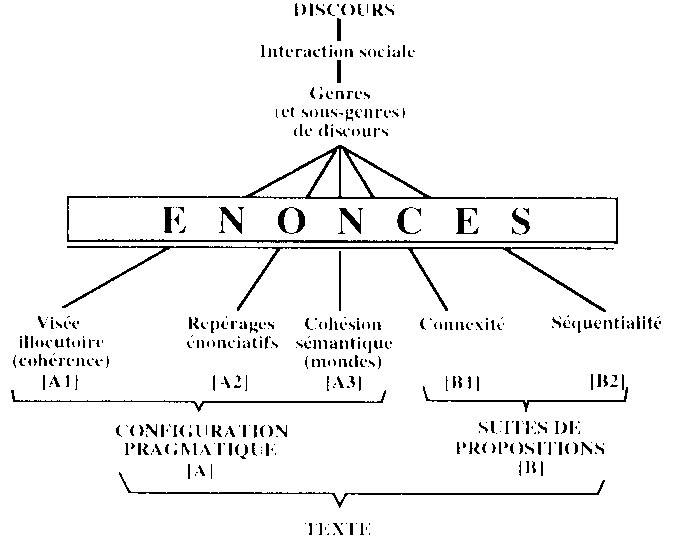 DISCOURS
Interaction sociale
Genres
(et sous-genres)
de discours
E N O N C E S
Visée
illocutoire
(cohérence)
[A1]
Repérages
énonciatifs
[A2]
Cohésion
sémantique
(mondes)
[A3]
Connexité
[B1]
Séquentialité
[B2]
CONFIGURATION
PRAGMATIQUE
[A]
SUITES DE
PROPOSITIONS
[B]
TEXTE